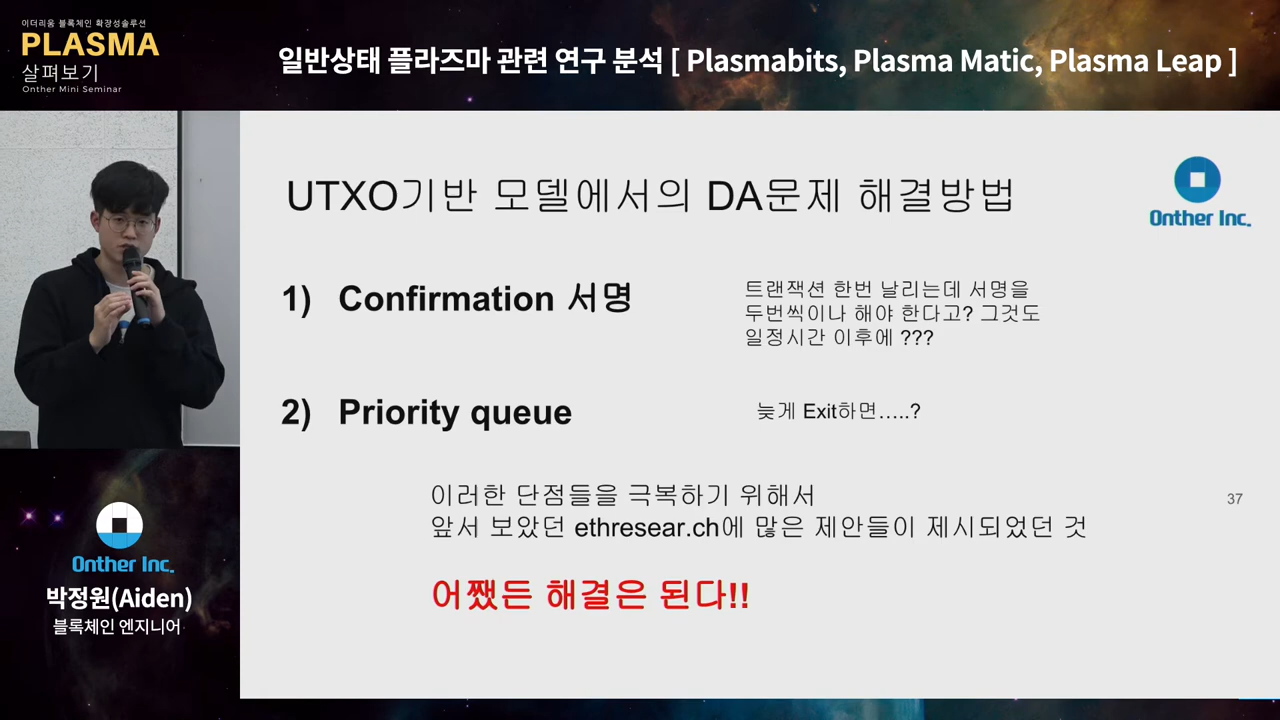 이더리움 블록체인 확장성솔루션
PLASMA
살펴보기
Onther Mini Seminar
일반상태 플라즈마 관련 연구 분석 [ Plasmabits, Plasma Matic, Plasma Leap ]
UTXO기반 모델에서의 DA문제 해결방법
Onther Inc.
1) Confirmation 서명
트랜잭션 한번 날리는데 서명을
두번씩이나 해야 한다고? 그것도
일정시간 이후에 ???
2) Priority queue
늦게 Exit하면.....?
이러한 단점들을 극복하기 위해서
앞서 보았던 ethresear.ch에 많은 제안들이 제시되었던 것
37
어쨌든 해결은 된다!!
Onther Inc.
박정원(Aiden)
블록체인 엔지니어